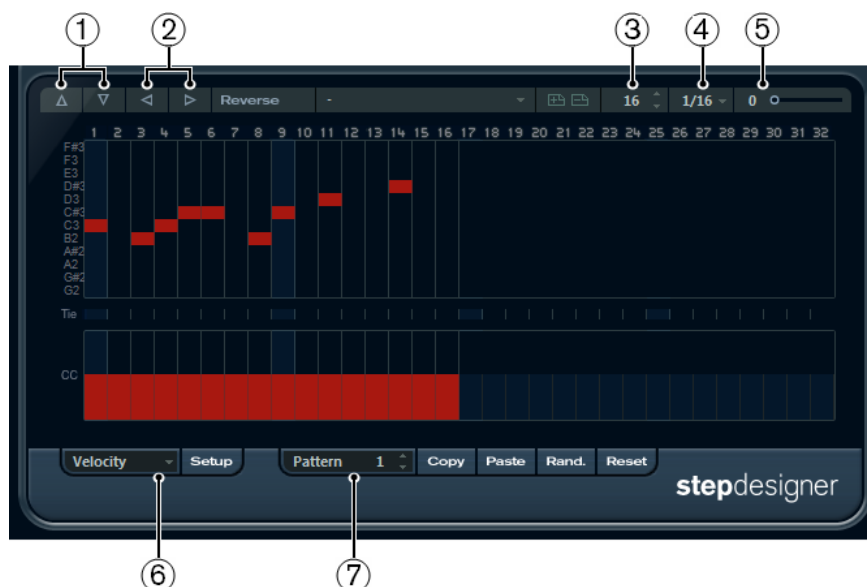 1 2 3 4 5
Reverse - 16 1/16 0
1 2 3 4 5 6 7 8 9 10 11 12 13 14 15 16 17 18 19 20 21 22 23 24 25 26 27 28 29 30 31 32
F#3
F3
E3
D#3
D3
C#3
C3
B2
A#2
A2
G#2
G2
Tie
CC
Velocity Setup Pattern 1 Copy Paste Rand. Reset
stepdesigner
6 7